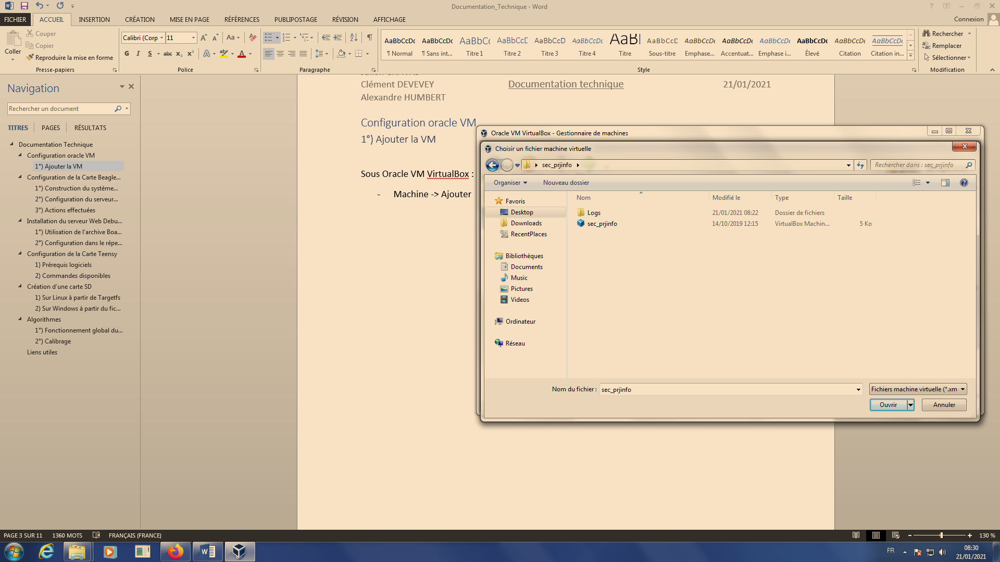 Documentation_Technique - Word
FICHIER ACCUEIL INSERTION CRÉATION MISE EN PAGE RÉFÉRENCES PUBLIPOSTAGE RÉVISION AFFICHAGE Connexion
Coller
Couper
Copier
Reproduire la mise en forme
Presse-papiers
Calibri (Corp 11
G I S abc x₂ x²
Police
Paragraphe
AaBbCcDc AaBbCcDc AaBbCc AaBbCcD AaBbCcD AaBbCcDc AaB AaBbCcD AaBbCcDc AaBbCcDc AaBbCcDc AaBbCcDc AaBbCcDc AaBbCcDc
¶ Normal ¶ Sans int... Titre 1 Titre 2 Titre 3 Titre 4 Titre Sous-titre Emphase... Accentuat... Emphase i... Élevé Citation Citation in...
Style
Rechercher
Remplacer
Sélectionner
Modification
Navigation
Rechercher un document
TITRES PAGES RÉSULTATS
Documentation Technique
Configuration oracle VM
1°) Ajouter la VM
Configuration de la Carte Beagle...
1°) Construction du système...
2°) Configuration du serveur...
3°) Actions effectuées
Installation du serveur Web Debu...
1°) Utilisation de l'archive Boa...
2°) Configuration dans le répe...
Configuration de la Carte Teensy
1) Prérequis logiciels
2) Commandes disponibles
Création d'une carte SD
1) Sur Linux à partir de Targetfs
2) Sur Windows à partir du fic...
Algorithmes
1°) Fonctionnement global du...
2°) Calibrage
Liens utiles
Clément DEVEVEY Documentation technique 21/01/2021
Alexandre HUMBERT
Configuration oracle VM
1°) Ajouter la VM
Sous Oracle VM VirtualBox :
- Machine -> Ajouter
Oracle VM VirtualBox - Gestionnaire de machines
Choisir un fichier machine virtuelle
sec_prjinfo
Rechercher dans : sec_prjinfo
Organiser Nouveau dossier
Favoris
Desktop
Downloads
RecentPlaces
Bibliothèques
Documents
Music
Pictures
Videos
Ordinateur
Réseau
Nom Modifié le Type Taille
Logs 21/01/2021 08:22 Dossier de fichiers
sec_prjinfo 14/10/2019 12:15 VirtualBox Machin... 5 Ko
Nom du fichier : sec_prjinfo Fichiers machine virtuelle (*.xm
Ouvrir Annuler
PAGE 3 SUR 11 1360 MOTS FRANÇAIS (FRANCE) 130 %
FR 08:30
21/01/2021